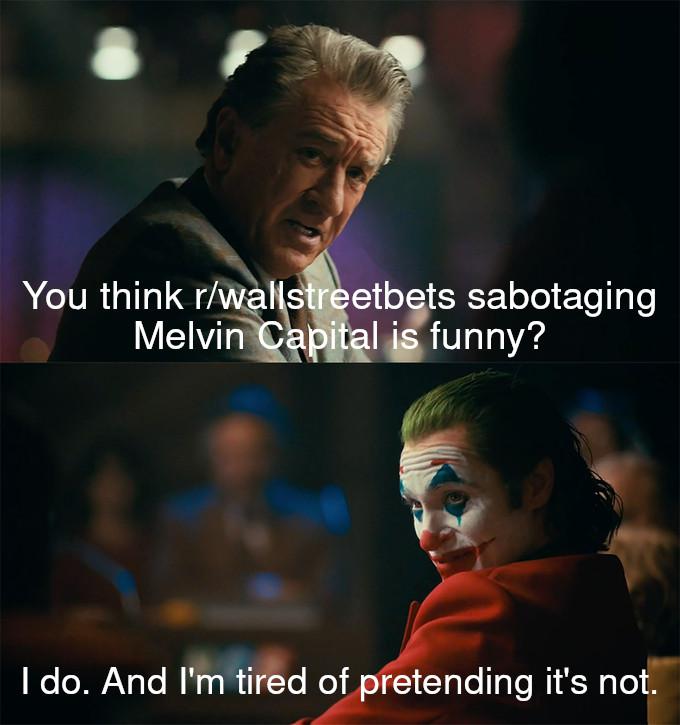 You think r/wallstreetbets sabotaging
Melvin Capital is funny?
I do. And I'm tired of pretending it's not.